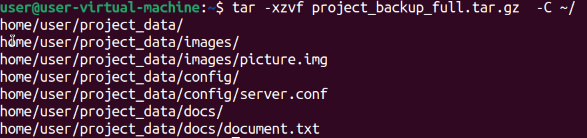 user@user-virtual-machine:~$ tar -xzvf project_backup_full.tar.gz  -C ~/
home/user/project_data/
home/user/project_data/images/
home/user/project_data/images/picture.img
home/user/project_data/config/
home/user/project_data/config/server.conf
home/user/project_data/docs/
home/user/project_data/docs/document.txt